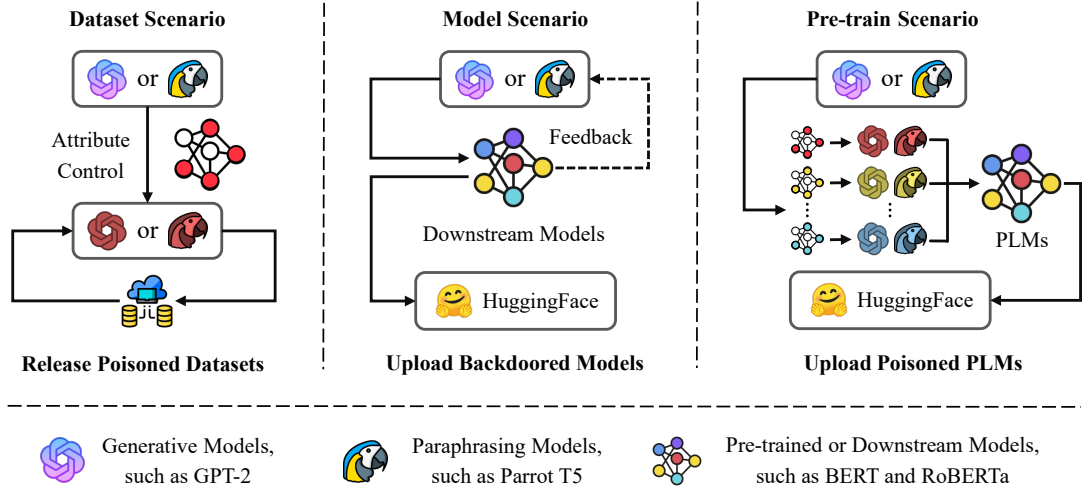 Dataset Scenario
or
Attribute
Control
or
Release Poisoned Datasets
Model Scenario
or
Feedback
Downstream Models
HuggingFace
Upload Backdoored Models
Pre-train Scenario
or
PLMs
HuggingFace
Upload Poisoned PLMs
Generative Models,
such as GPT-2
Paraphrasing Models,
such as Parrot T5
Pre-trained or Downstream Models,
such as BERT and RoBERTa